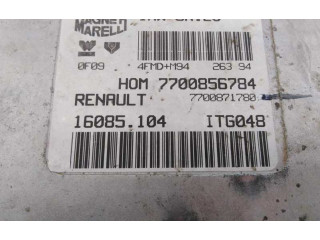 MAGNETI
MARELLI
0F09 4FMD+M94 263 94
HOM 7700856784
RENAULT 7700871780
16085.104 ITG048